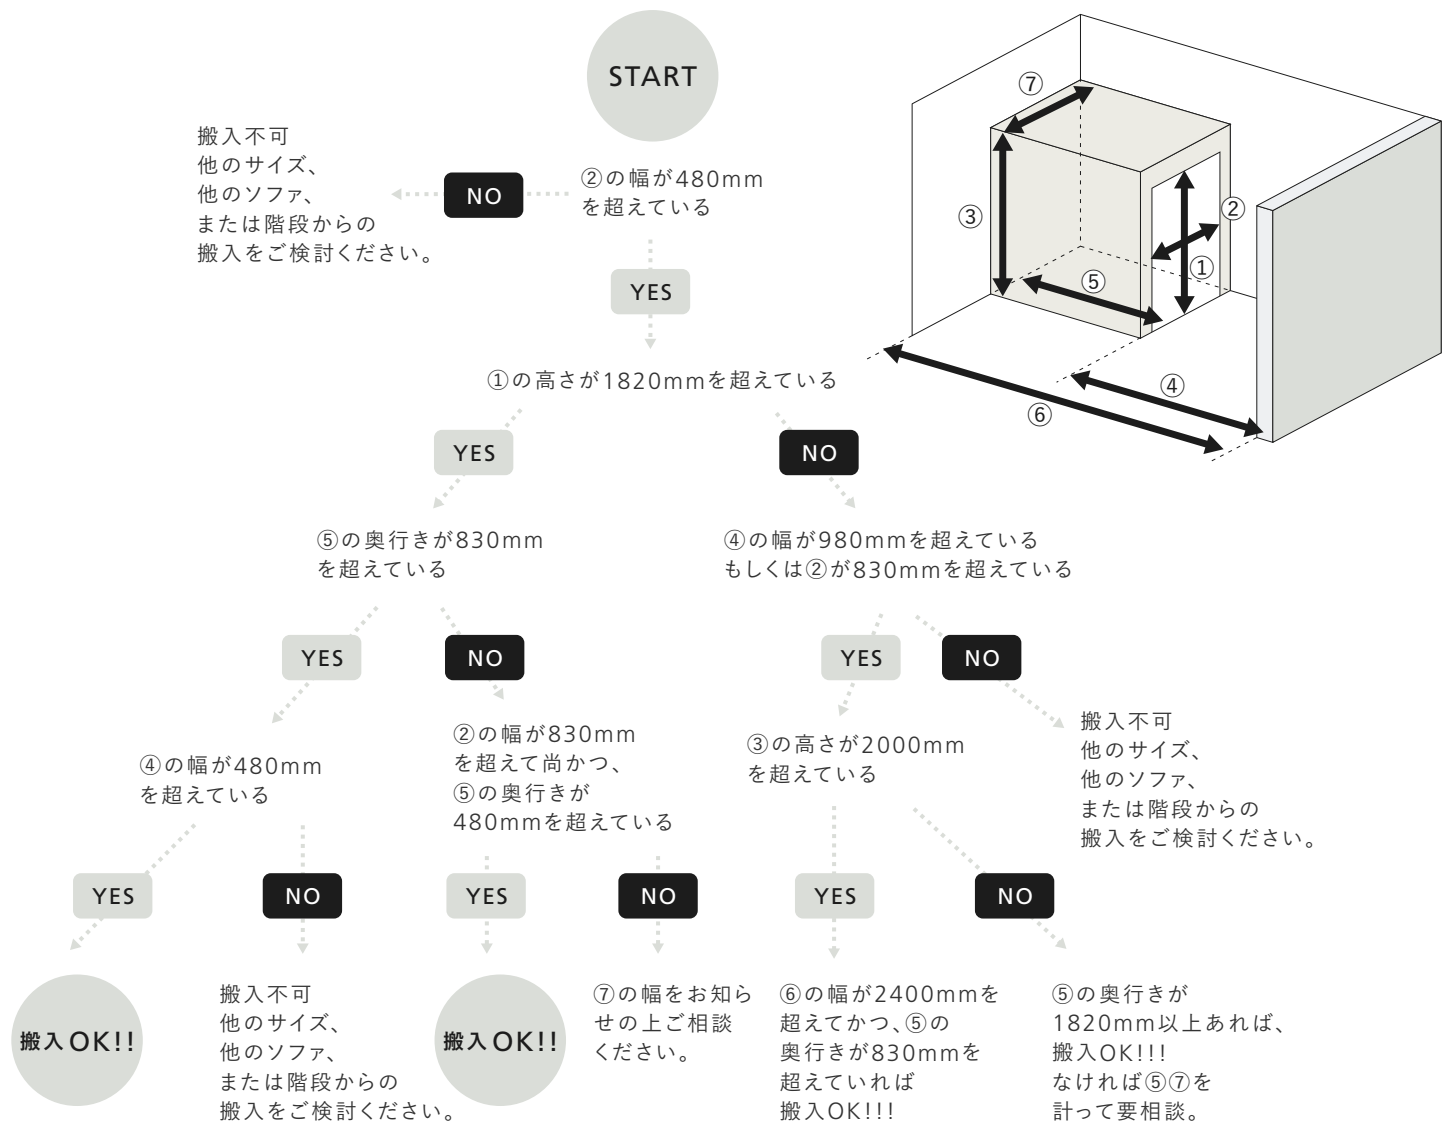 START
②の幅が480mm
を超えている
NO
搬入不可
他のサイズ、
他のソファ、
または階段からの
搬入をご検討ください。
YES
①の高さが1820mmを超えている
YES
NO
⑤の奥行きが830mm
を超えている
④の幅が980mmを超えている
もしくは②が830mmを超えている
YES
NO
YES
NO
④の幅が480mm
を超えている
②の幅が830mm
を超えて尚かつ、
⑤の奥行きが
480mmを超えている
③の高さが2000mm
を超えている
搬入不可
他のサイズ、
他のソファ、
または階段からの
搬入をご検討ください。
YES
NO
YES
NO
YES
NO
搬入OK!!
搬入不可
他のサイズ、
他のソファ、
または階段からの
搬入をご検討ください。
搬入OK!!
⑦の幅をお知ら
せの上ご相談
ください。
⑥の幅が2400mmを
超えてかつ、⑤の
奥行きが830mmを
超えていれば
搬入OK!!!
⑤の奥行きが
1820mm以上あれば、
搬入OK!!!
なければ⑤⑦を
計って要相談。
⑦
③
②
①
⑤
④
⑥